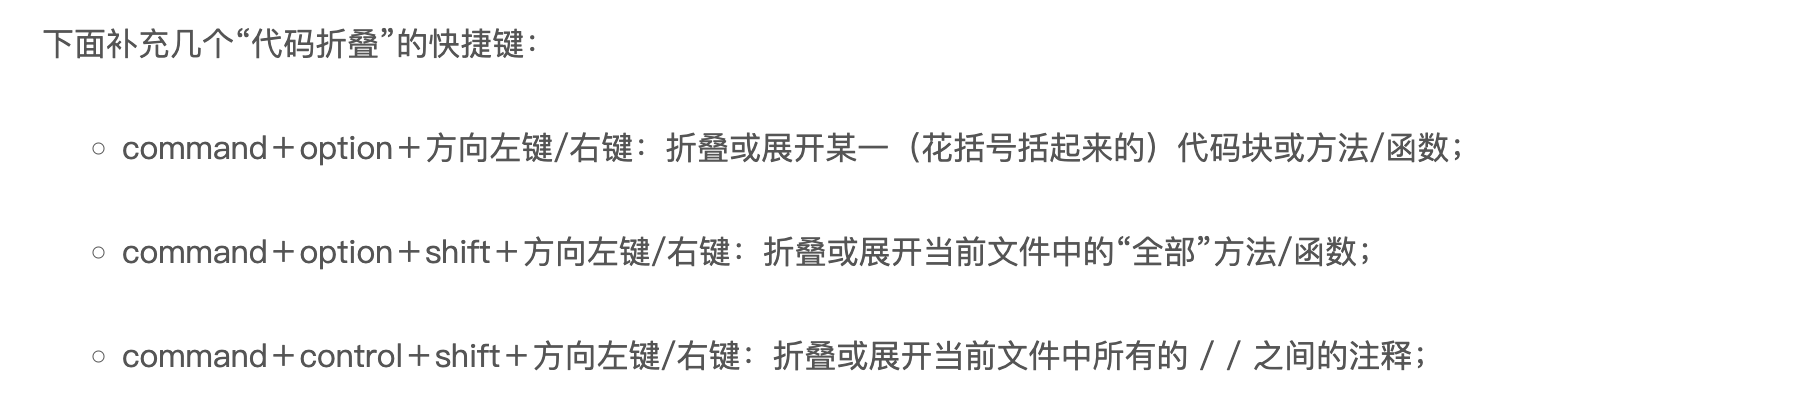 下面补充几个“代码折叠”的快捷键：
command＋option＋方向左键/右键：折叠或展开某一（花括号括起来的）代码块或方法/函数；
command＋option＋shift＋方向左键/右键：折叠或展开当前文件中的“全部”方法/函数；
command＋control＋shift＋方向左键/右键：折叠或展开当前文件中所有的 / / 之间的注释；